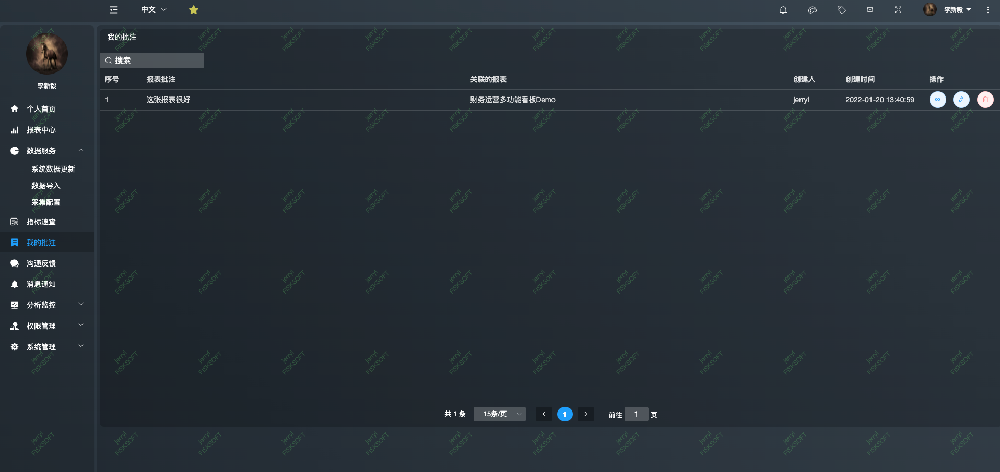 中文
李新毅
李新毅
个人首页
报表中心
数据服务
系统数据更新
数据导入
采集配置
指标速查
我的批注
沟通反馈
消息通知
分析监控
权限管理
系统管理
我的批注
搜索
序号 报表批注 关联的报表 创建人 创建时间 操作
1 这张报表很好 财务运营多功能看板Demo jerryl 2022-01-20 13:40:59
共 1 条 15条/页 1 前往 1 页
jerryl
FISKSOFT